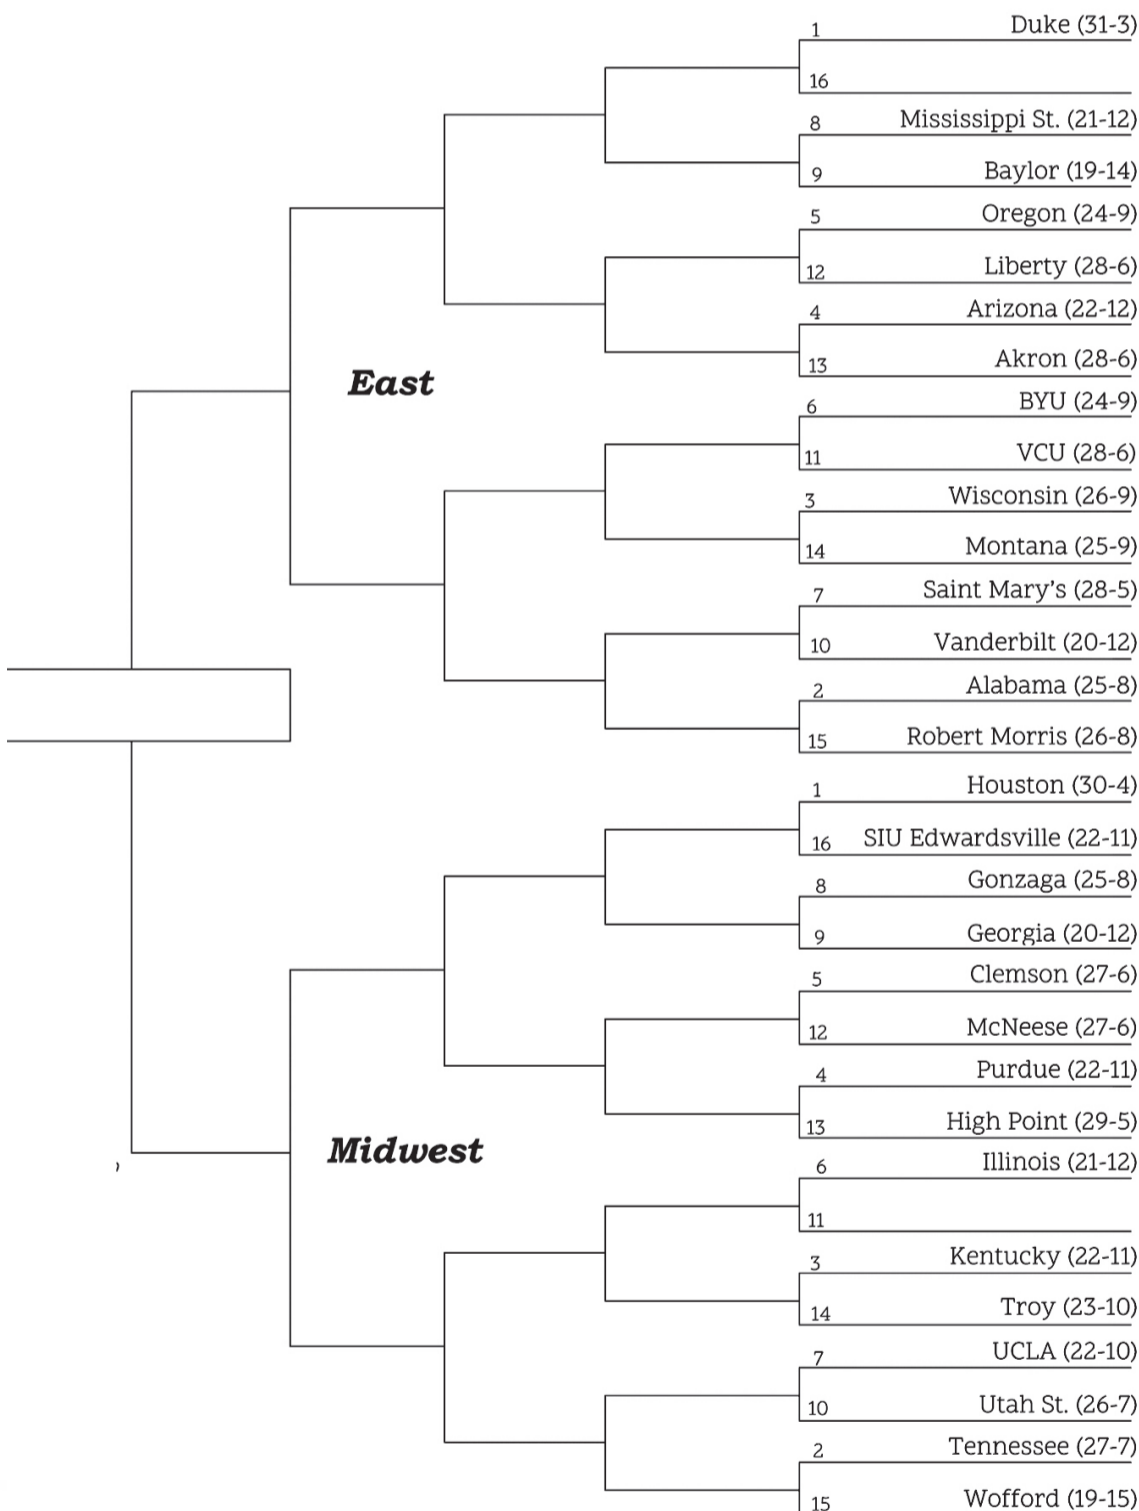 1 Duke (31-3)
16
8 Mississippi St. (21-12)
9 Baylor (19-14)
5 Oregon (24-9)
12 Liberty (28-6)
4 Arizona (22-12)
13 Akron (28-6)
East
6 BYU (24-9)
11 VCU (28-6)
3 Wisconsin (26-9)
14 Montana (25-9)
7 Saint Mary’s (28-5)
10 Vanderbilt (20-12)
2 Alabama (25-8)
15 Robert Morris (26-8)
1 Houston (30-4)
16 SIU Edwardsville (22-11)
8 Gonzaga (25-8)
9 Georgia (20-12)
5 Clemson (27-6)
12 McNeese (27-6)
4 Purdue (22-11)
13 High Point (29-5)
Midwest
6 Illinois (21-12)
11
3 Kentucky (22-11)
14 Troy (23-10)
7 UCLA (22-10)
10 Utah St. (26-7)
2 Tennessee (27-7)
15 Wofford (19-15)